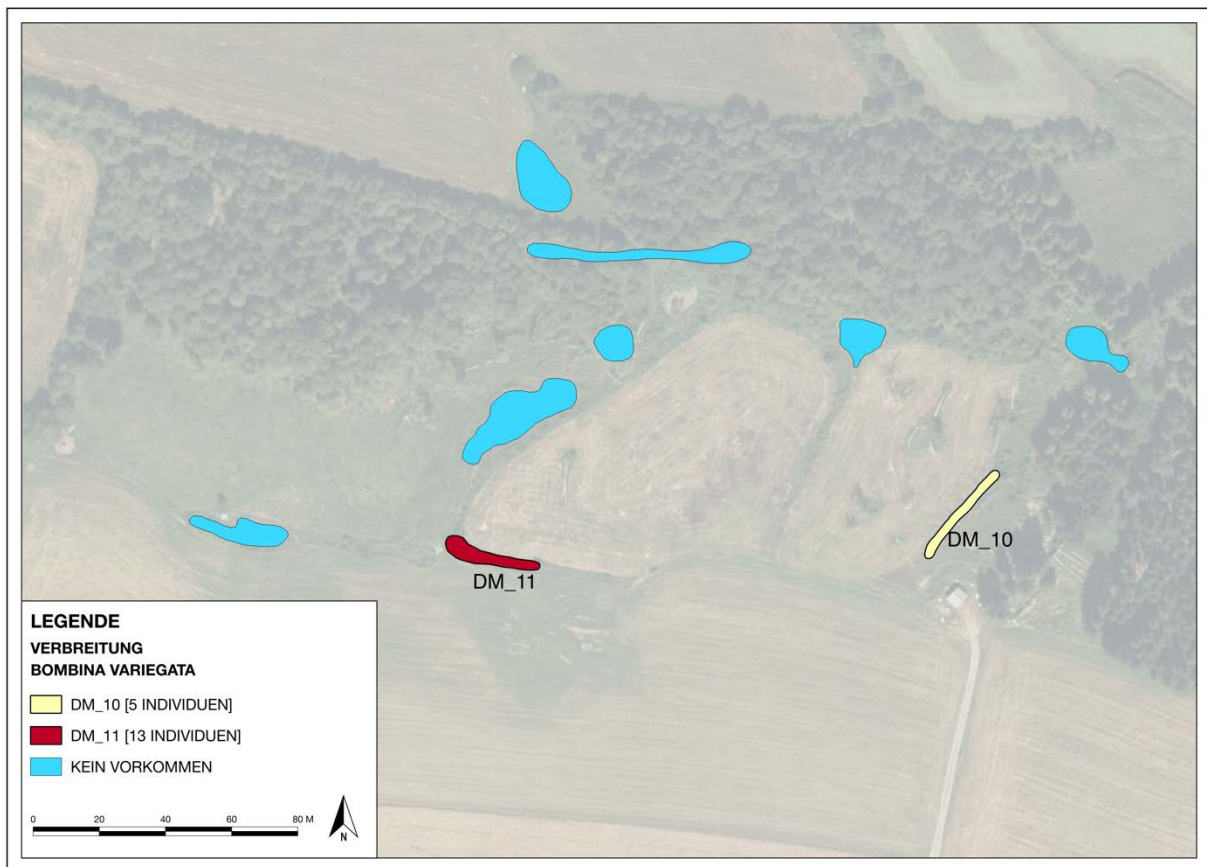 DM_10
DM_11
LEGENDE
VERBREITUNG
BOMBINA VARIEGATA
DM_10 [5 INDIVIDUEN]
DM_11 [13 INDIVIDUEN]
KEIN VORKOMMEN
0 20 40 60 80 M
N